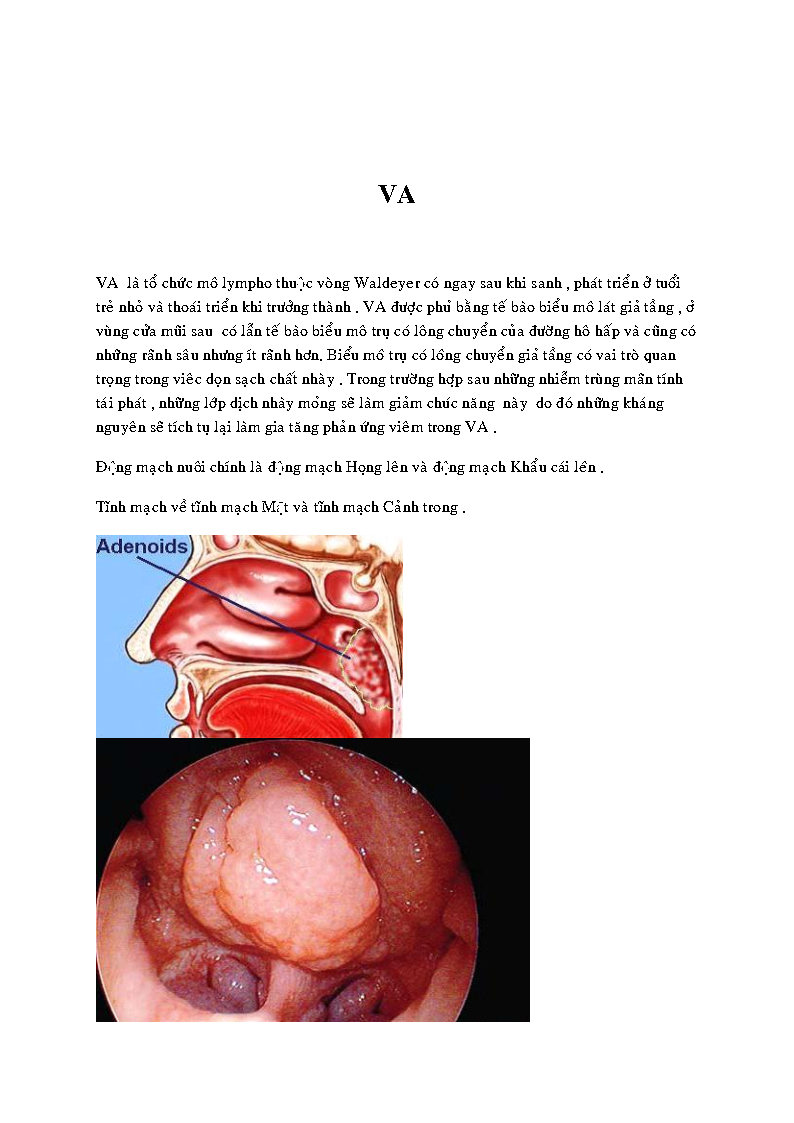 VA
VA là tổ chức mô lympho thuộc vòng Waldeyer có ngay sau khi sanh , phát triển ở tuổi
trẻ nhỏ và thoái triển khi trưởng thành . VA được phủ bằng tế bào biểu mô lát giả tầng , ở
vùng cửa mũi sau có lẫn tế bào biểu mô trụ có lông chuyển của đường hô hấp và cũng có
những rãnh sâu nhưng ít rãnh hơn. Biểu mô trụ có lông chuyển giả tầng có vai trò quan
trọng trong viêc dọn sạch chất nhày . Trong trường hợp sau những nhiễm trùng mãn tính
tái phát , những lớp dịch nhày mỏng sẽ làm giảm chức năng này do đó những kháng
nguyên sẽ tích tụ lại làm gia tăng phản ứng viêm trong VA .
Động mạch nuôi chính là động mạch Họng lên và động mạch Khẩu cái lên .
Tĩnh mạch về tĩnh mạch Mặt và tĩnh mạch Cảnh trong .
Adenoids